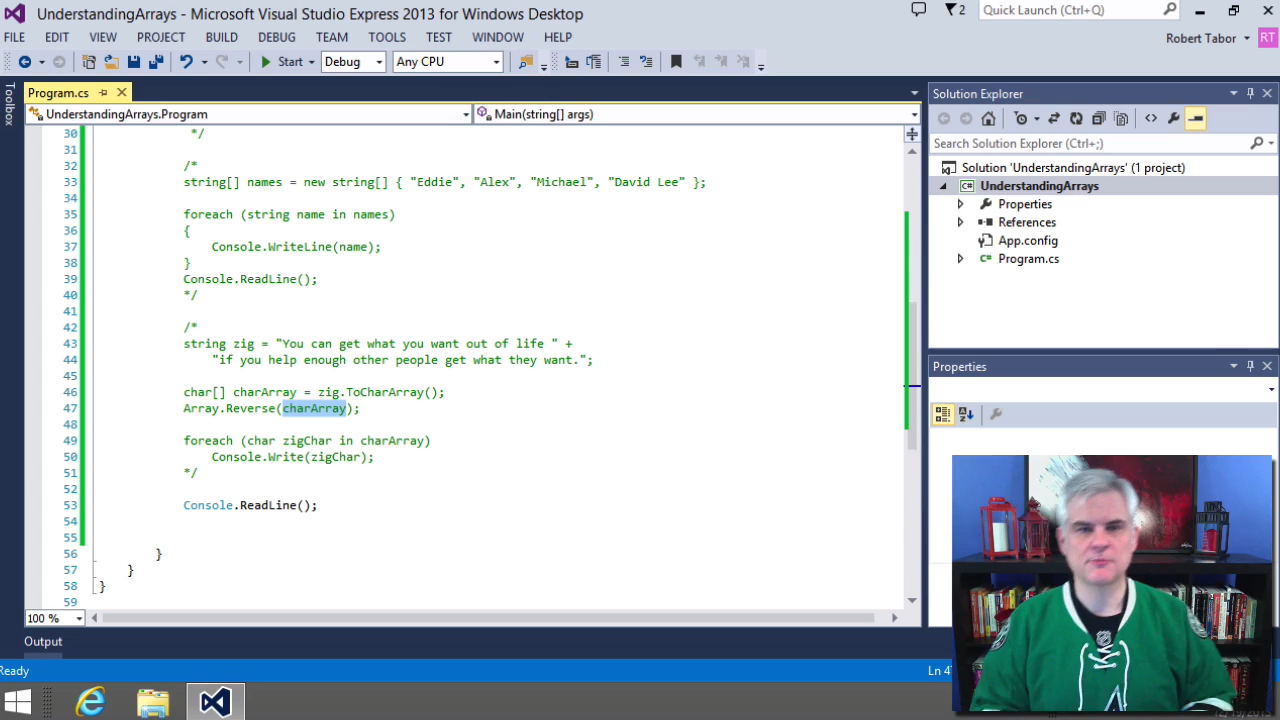 UnderstandingArrays - Microsoft Visual Studio Express 2013 for Windows Desktop
2
Quick Launch (Ctrl+Q)
FILE EDIT VIEW PROJECT BUILD DEBUG TEAM TOOLS TEST WINDOW HELP
Robert Tabor RT
Start Debug Any CPU
Toolbox
Program.cs
UnderstandingArrays.Program Main(string[] args)
30 */
31
32 /*
33 string[] names = new string[] { "Eddie", "Alex", "Michael", "David Lee" };
34
35 foreach (string name in names)
36 {
37 Console.WriteLine(name);
38 }
39 Console.ReadLine();
40 */
41
42 /*
43 string zig = "You can get what you want out of life " +
44 "if you help enough other people get what they want.";
45
46 char[] charArray = zig.ToCharArray();
47 Array.Reverse(charArray);
48
49 foreach (char zigChar in charArray)
50 Console.Write(zigChar);
51 */
52
53 Console.ReadLine();
54
55
56 }
57 }
58 }
59
100 %
Output
Ready
Solution Explorer
Search Solution Explorer (Ctrl+;)
Solution 'UnderstandingArrays' (1 project)
C# UnderstandingArrays
Properties
References
App.config
C# Program.cs
Properties